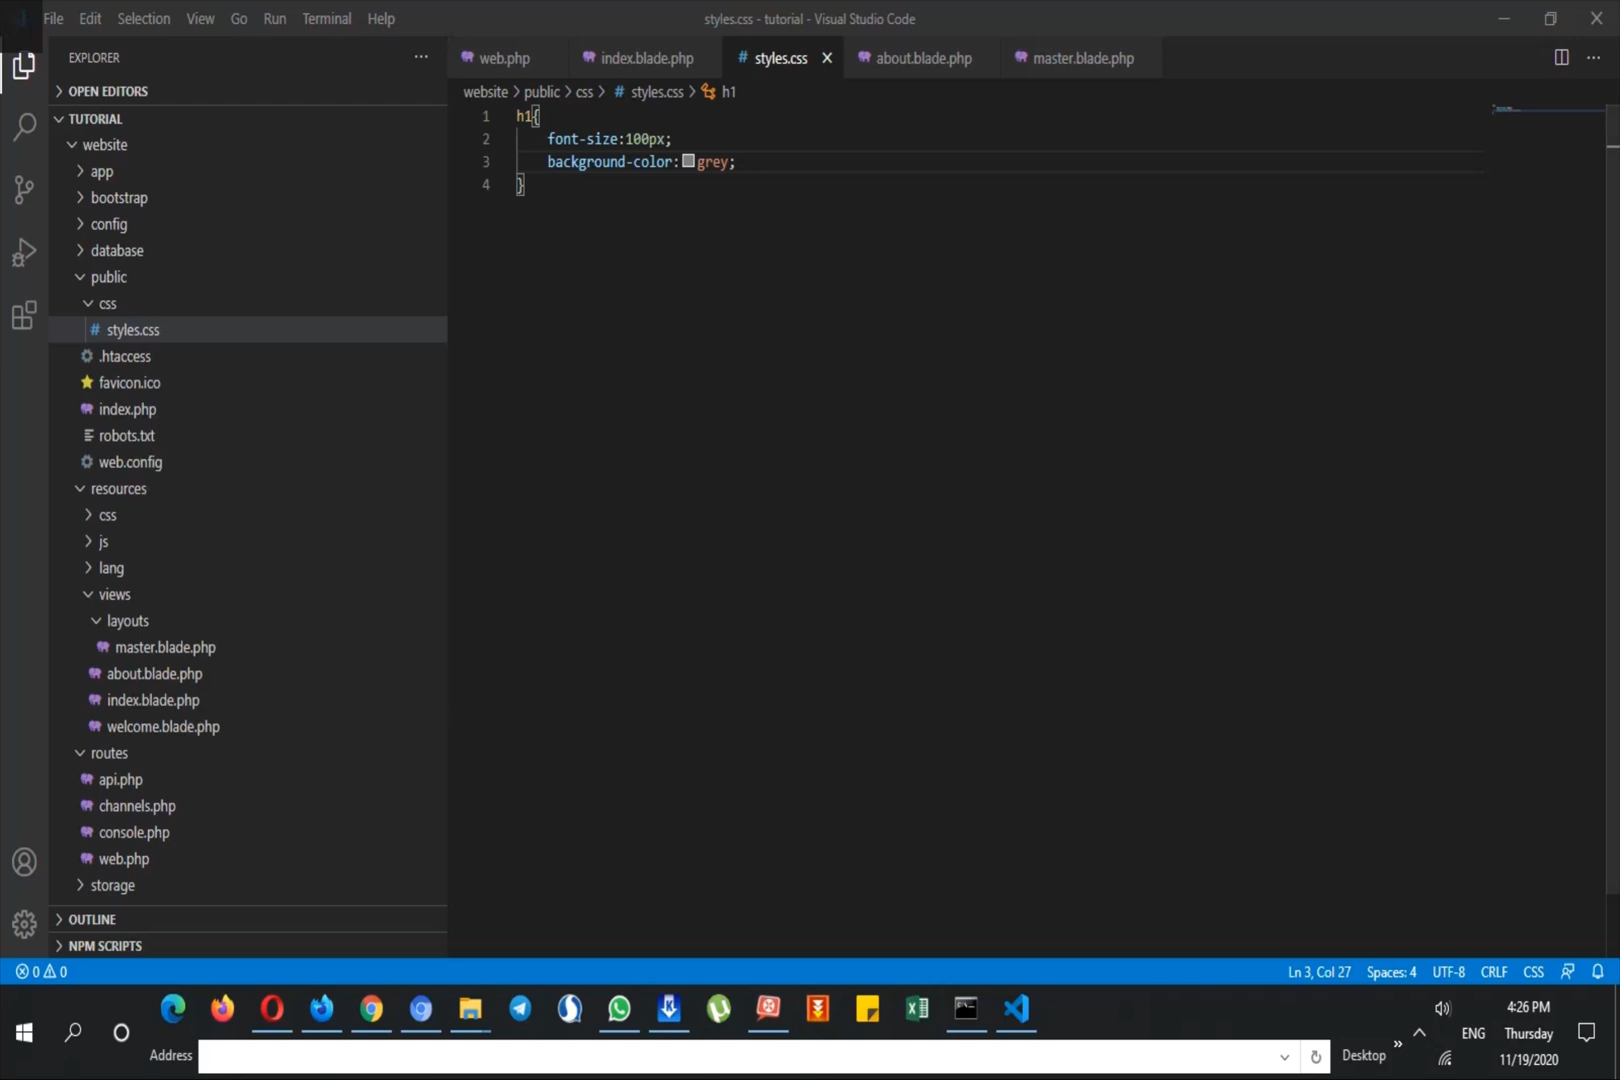 File Edit Selection View Go Run Terminal Help
styles.css - tutorial - Visual Studio Code
EXPLORER
web.php
index.blade.php
# styles.css
about.blade.php
master.blade.php
OPEN EDITORS
TUTORIAL
website
app
bootstrap
config
database
public
css
# styles.css
.htaccess
favicon.ico
index.php
robots.txt
web.config
resources
css
js
lang
views
layouts
master.blade.php
about.blade.php
index.blade.php
welcome.blade.php
routes
api.php
channels.php
console.php
web.php
storage
OUTLINE
NPM SCRIPTS
website > public > css > # styles.css > h1
1 h1{
2 font-size:100px;
3 background-color:grey;
4 }
0 0
Ln 3, Col 27 Spaces: 4 UTF-8 CRLF CSS
Address
Desktop
ENG
4:26 PM
Thursday
11/19/2020